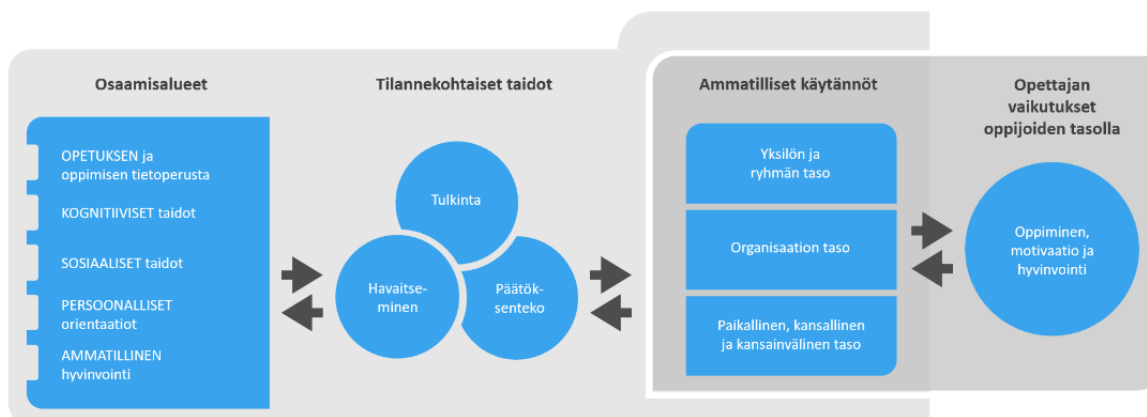 Osaamisalueet
OPETUKSEN ja
oppimisen tietoperusta
KOGNITIIVISET taidot
SOSIAALISET taidot
PERSOONALLISET
orientaatiot
AMMATILLINEN
hyvinvointi
Tilannekohtaiset taidot
Tulkinta
Havaitse-
minen
Päätök-
senteko
Ammatilliset käytännöt
Yksilön ja
ryhmän taso
Organisaation taso
Paikallinen, kansallinen
ja kansainvälinen taso
Opettajan
vaikutukset
oppijoiden tasolla
Oppiminen,
motivaatio ja
hyvinvointi